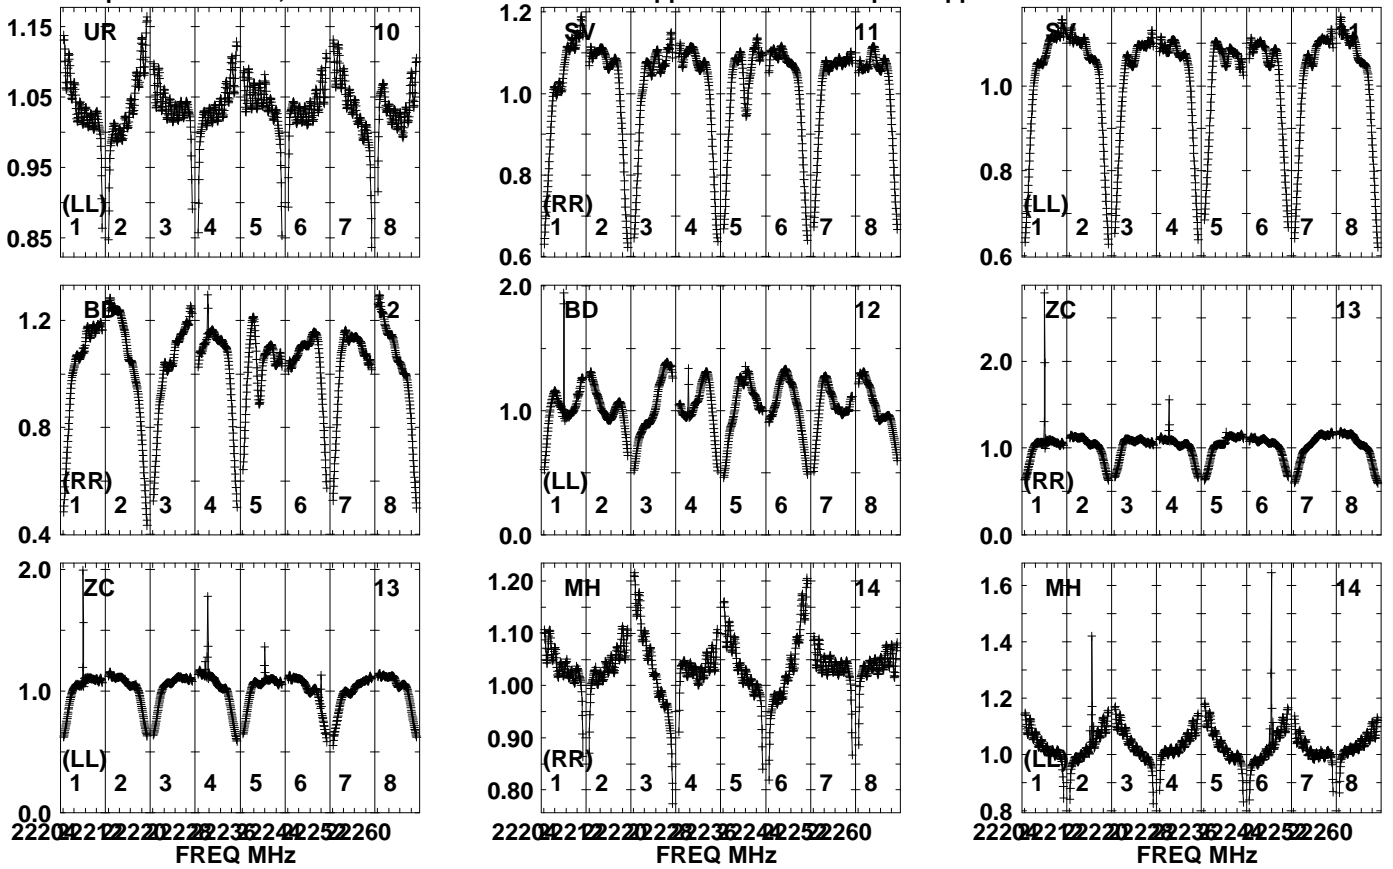 1.15
1.05
0.95
0.85
UR 10
(LL)
1 2 3 4 5 6 7 8
1.2
1.0
0.8
0.6
SV 11
(RR)
1 2 3 4 5 6 7 8
1.0
0.8
0.6
SV
(LL)
1 2 3 4 5 6 7 8
1.2
0.8
0.4
BD
(RR)
1 2 3 4 5 6 7 8
2.0
1.0
0.0
BD 12
(LL)
1 2 3 4 5 6 7 8
2.0
1.0
0.0
ZC 13
(RR)
1 2 3 4 5 6 7 8
2.0
1.0
0.0
ZC 13
(LL)
1 2 3 4 5 6 7 8
FREQ MHz
1.20
1.10
1.00
0.90
0.80
MH 14
(RR)
1 2 3 4 5 6 7 8
FREQ MHz
1.6
1.4
1.2
1.0
0.8
MH 14
(LL)
1 2 3 4 5 6 7 8
FREQ MHz